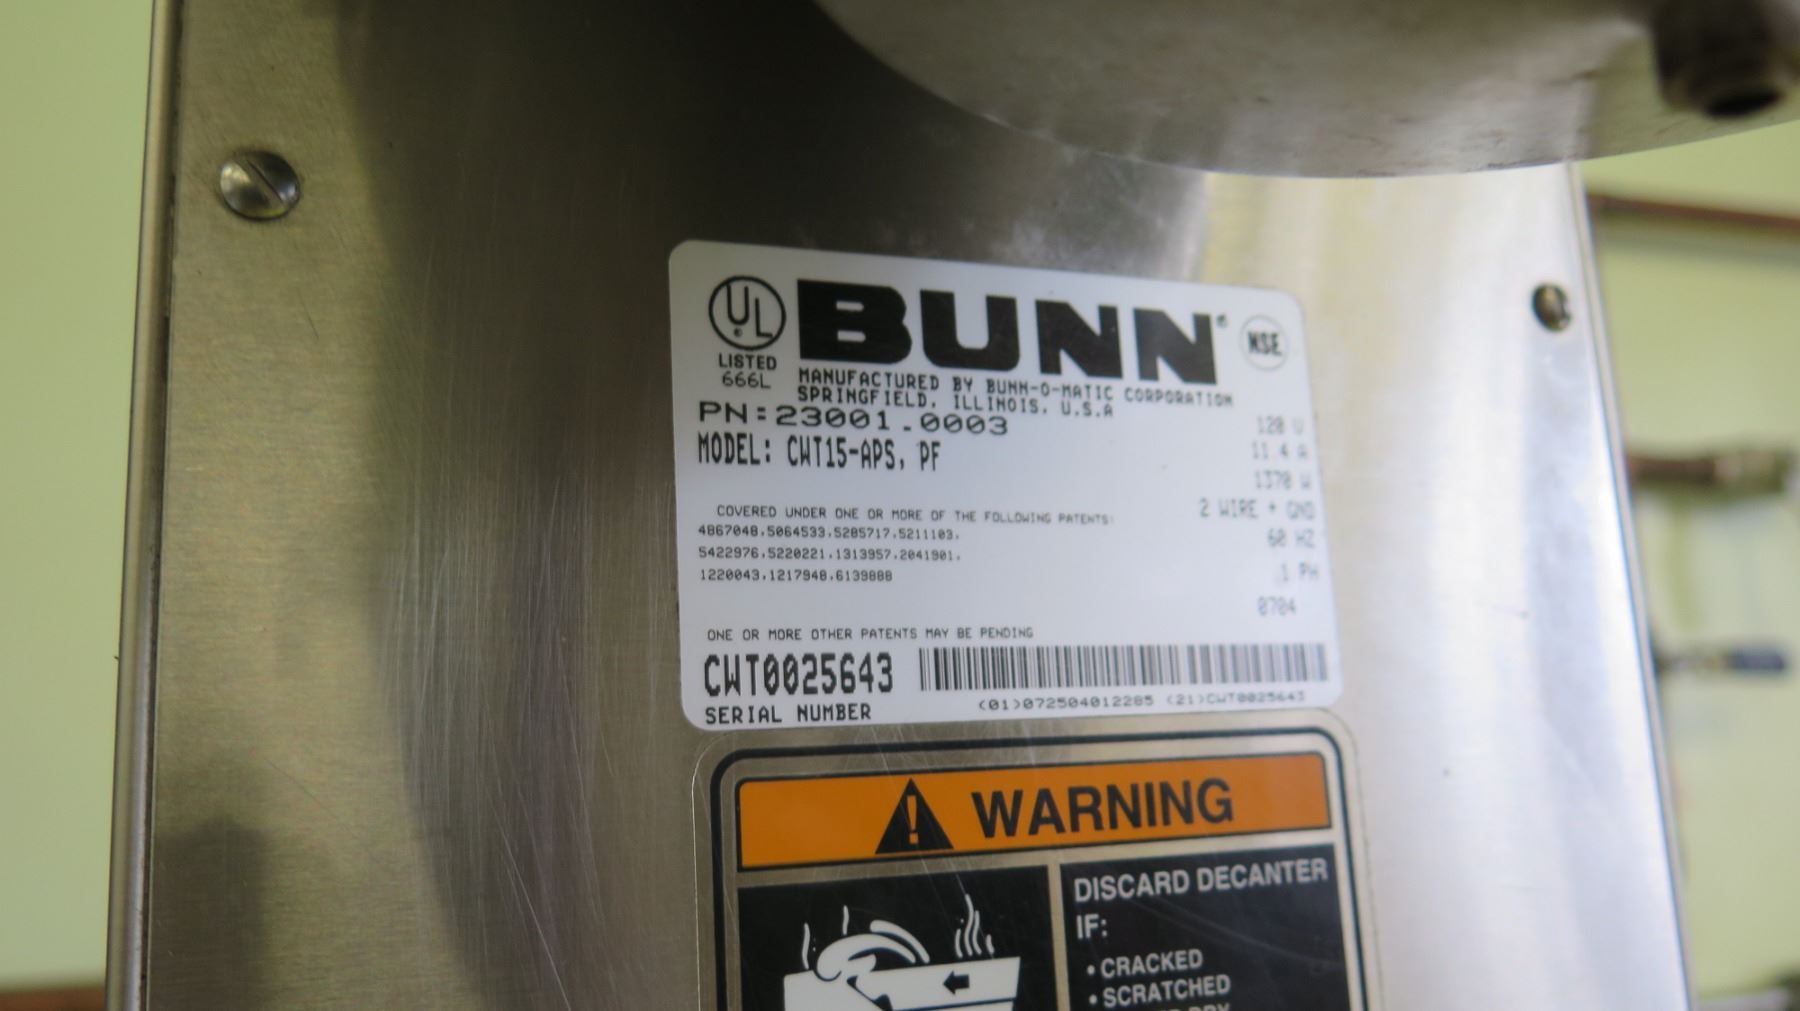 UL
LISTED
666L
BUNN
NSF
MANUFACTURED BY BUNN-O-MATIC CORPORATION
SPRINGFIELD, ILLINOIS, U.S.A
PN:23001.0003
MODEL: CWT15-APS, PF
120 V
11.4 A
1370 W
2 WIRE + GND
60 HZ
1 PH
0704
COVERED UNDER ONE OR MORE OF THE FOLLOWING PATENTS:
4867048,5064533,5285717,5211103,
5422976,5220221,1313957,2041901,
1220043,1217948,6139888
ONE OR MORE OTHER PATENTS MAY BE PENDING
CWT0025643
SERIAL NUMBER
(01)072504012285 (21)CWT0025643
WARNING
DISCARD DECANTER
IF:
• CRACKED
• SCRATCHED
DRY